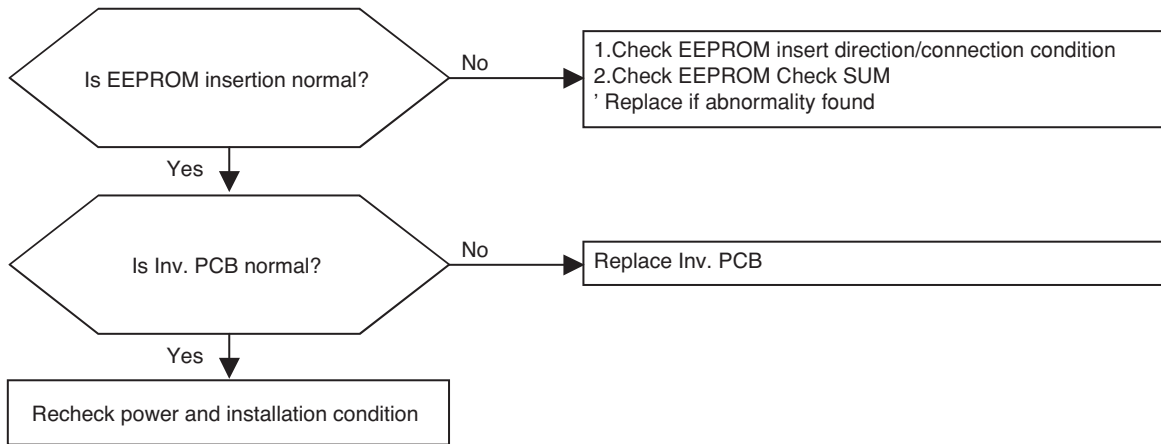 Is EEPROM insertion normal?
No
1.Check EEPROM insert direction/connection condition
2.Check EEPROM Check SUM
’ Replace if abnormality found
Yes
Is Inv. PCB normal?
No
Replace Inv. PCB
Yes
Recheck power and installation condition